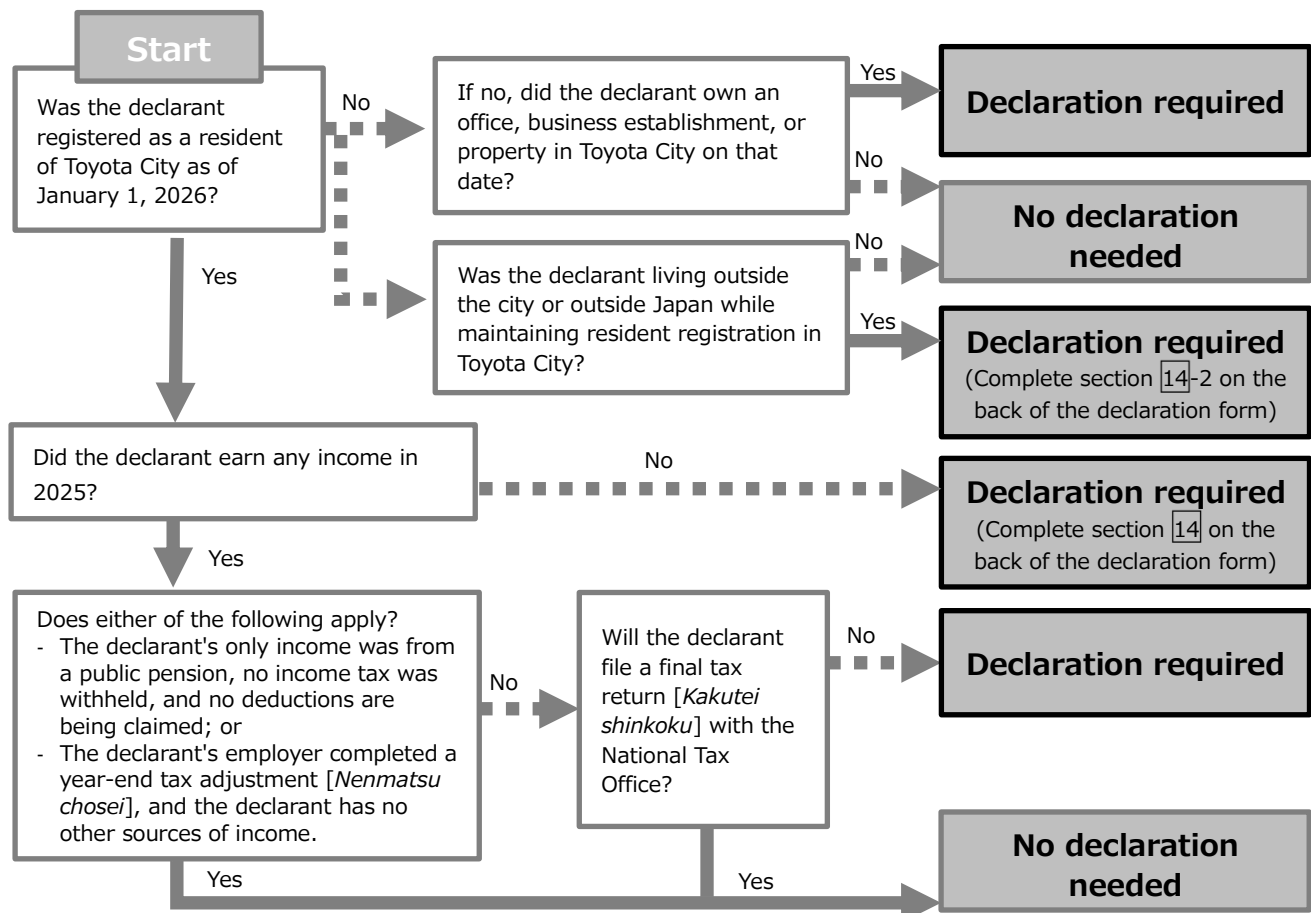 Start
Was the declarant
registered as a resident
of Toyota City as of
January 1, 2026?
No
If no, did the declarant own an
office, business establishment, or
property in Toyota City on that
date?
Yes
Declaration required
No
No declaration
needed
Yes
Was the declarant living outside
the city or outside Japan while
maintaining resident registration in
Toyota City?
No
Yes
Declaration required
(Complete section 14-2 on the
back of the declaration form)
Did the declarant earn any income in
2025?
No
Declaration required
(Complete section 14 on the
back of the declaration form)
Yes
Does either of the following apply?
- The declarant's only income was from
a public pension, no income tax was
withheld, and no deductions are
being claimed; or
- The declarant's employer completed a
year-end tax adjustment [Nenmatsu
chosei], and the declarant has no
other sources of income.
No
Will the declarant
file a final tax
return [Kakutei
shinkoku] with the
National Tax
Office?
No
Declaration required
Yes
Yes
No declaration
needed